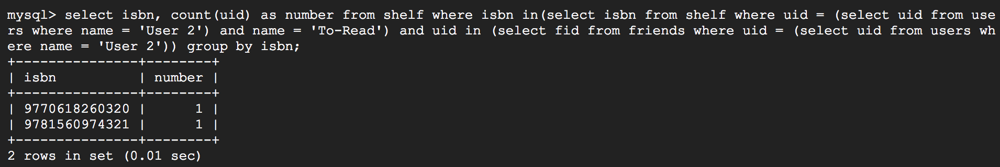 mysql> select isbn, count(uid) as number from shelf where isbn in(select isbn from shelf where uid = (select uid from use
rs where name = 'User 2') and name = 'To-Read') and uid in (select fid from friends where uid = (select uid from users wh
ere name = 'User 2')) group by isbn;
+---------------+--------+
| isbn          | number |
+---------------+--------+
| 9770618260320 |      1 |
| 9781560974321 |      1 |
+---------------+--------+
2 rows in set (0.01 sec)